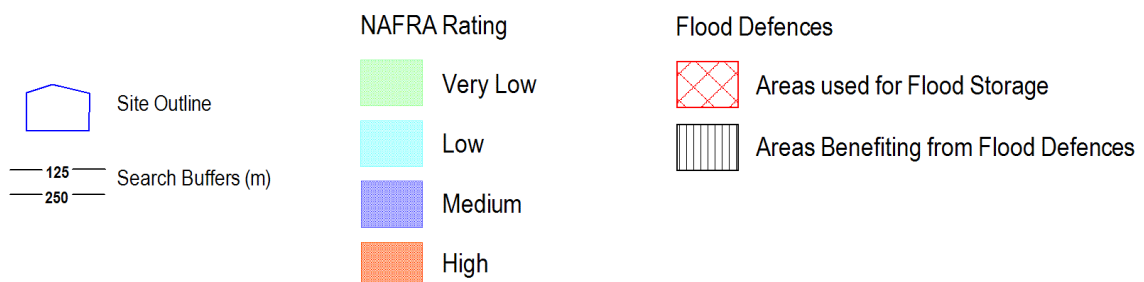 NAFRA Rating
Flood Defences
Site Outline
125
250
Search Buffers (m)
Very Low
Low
Medium
High
Areas used for Flood Storage
Areas Benefiting from Flood Defences